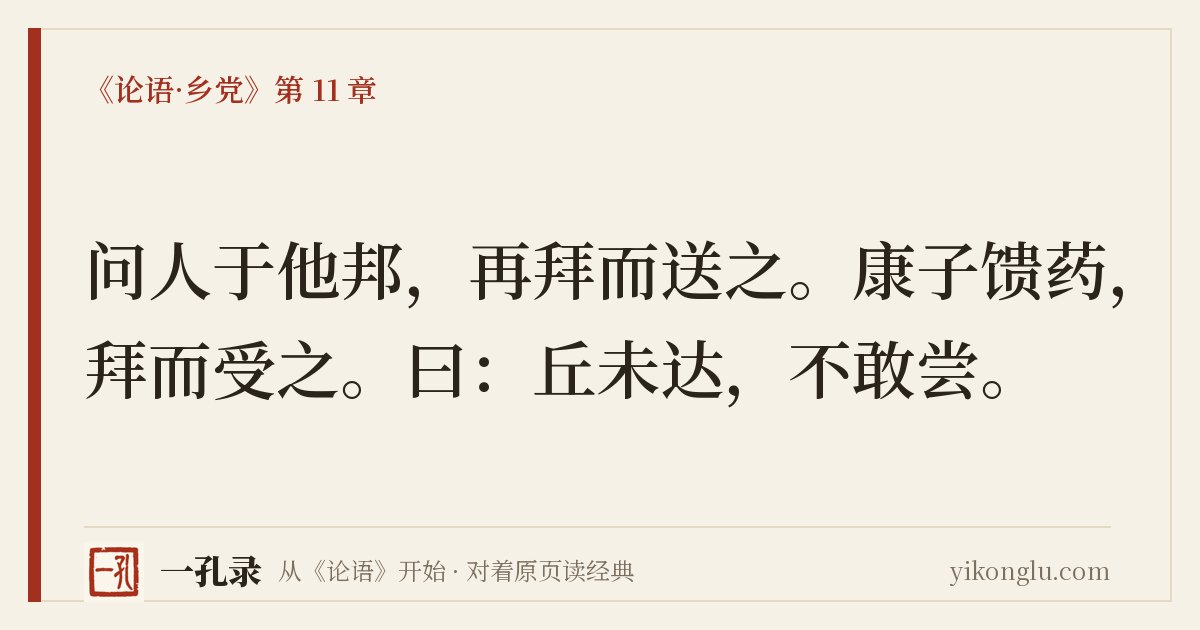 《论语·乡党》第 11 章
问人于他邦，再拜而送之。康子馈药，
拜而受之。曰：丘未达，不敢尝。
一孔
一孔录 从《论语》开始 · 对着原页读经典
yikonglu.com